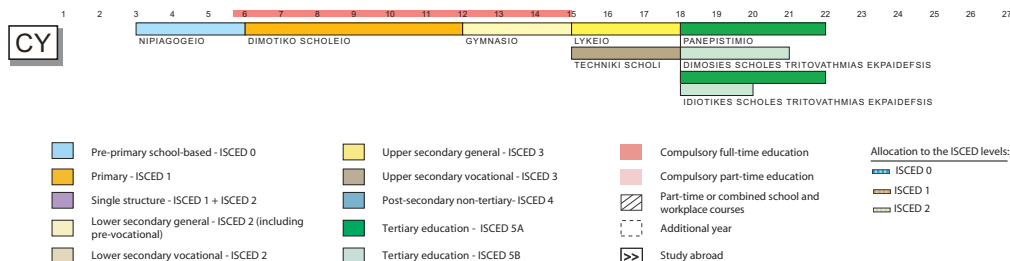 1 2 3 4 5 6 7 8 9 10 11 12 13 14 15 16 17 18 19 20 21 22 23 24 25 26 27
CY
NIPIAGOGEIO DIMOTIKO SCHOLEIO GYMNASIO LYKEIO PANEPISTIMIO
TECHNIKI SCHOLI DIMOSIES SCHOLES TRITOVATHMIAS EKPAIDEFSIS
IDIOTIKES SCHOLES TRITOVATHMIAS EKPAIDEFSIS
Pre-primary school-based - ISCED 0
Primary - ISCED 1
Single structure - ISCED 1 + ISCED 2
Lower secondary general - ISCED 2 (including
pre-vocational)
Lower secondary vocational - ISCED 2
Upper secondary general - ISCED 3
Upper secondary vocational - ISCED 3
Post-secondary non-tertiary- ISCED 4
Tertiary education - ISCED 5A
Tertiary education - ISCED 5B
Compulsory full-time education
Compulsory part-time education
Part-time or combined school and
workplace courses
Additional year
>> Study abroad
Allocation to the ISCED levels:
ISCED 0
ISCED 1
ISCED 2